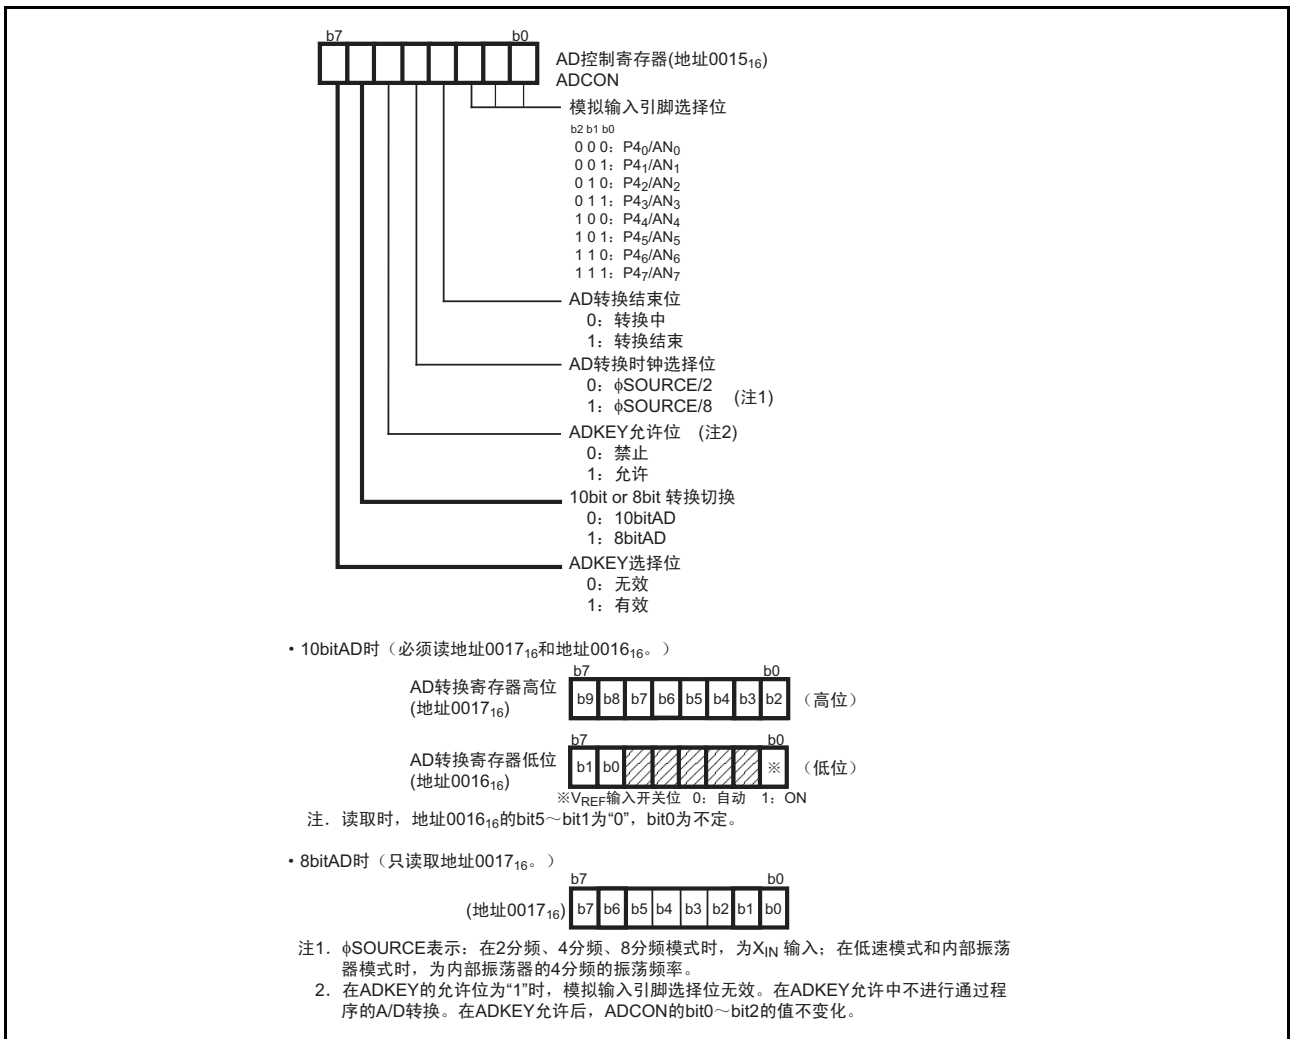 b7 b0
AD控制寄存器(地址0015₁₆)
ADCON
模拟输入引脚选择位
b2 b1 b0
0 0 0：P4₀/AN₀
0 0 1：P4₁/AN₁
0 1 0：P4₂/AN₂
0 1 1：P4₃/AN₃
1 0 0：P4₄/AN₄
1 0 1：P4₅/AN₅
1 1 0：P4₆/AN₆
1 1 1：P4₇/AN₇
AD转换结束位
0：转换中
1：转换结束
AD转换时钟选择位
0：ϕSOURCE/2
1：ϕSOURCE/8 (注1)
ADKEY允许位 (注2)
0：禁止
1：允许
10bit or 8bit 转换切换
0：10bitAD
1：8bitAD
ADKEY选择位
0：无效
1：有效
・10bitAD时（必须读地址0017₁₆和地址0016₁₆。）
b7 b0
AD转换寄存器高位
(地址0017₁₆)
b9 b8 b7 b6 b5 b4 b3 b2 （高位）
b7 b0
AD转换寄存器低位
(地址0016₁₆)
b1 b0 ※ （低位）
※VREF输入开关位 0：自动 1：ON
注．读取时，地址0016₁₆的bit5～bit1为“0”，bit0为不定。
・8bitAD时（只读取地址0017₁₆。）
b7 b0
(地址0017₁₆) b7 b6 b5 b4 b3 b2 b1 b0
注1．ϕSOURCE表示：在2分频、4分频、8分频模式时，为XIN 输入；在低速模式和内部振荡
器模式时，为内部振荡器的4分频的振荡频率。
2．在ADKEY的允许位为“1”时，模拟输入引脚选择位无效。在ADKEY允许中不进行通过程
序的A/D转换。在ADKEY允许后，ADCON的bit0～bit2的值不变化。